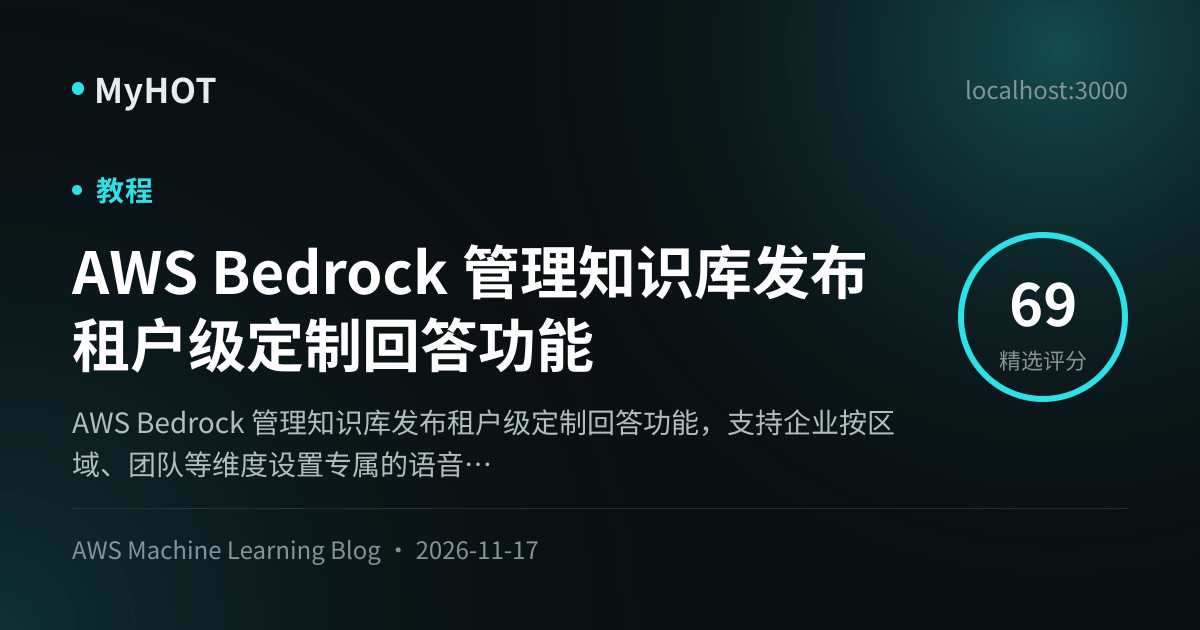 MyHOT
localhost:3000
教程
AWS Bedrock 管理知识库发布
租户级定制回答功能
69
精选评分
AWS Bedrock 管理知识库发布租户级定制回答功能，支持企业按区
域、团队等维度设置专属的语音…
AWS Machine Learning Blog · 2026-11-17